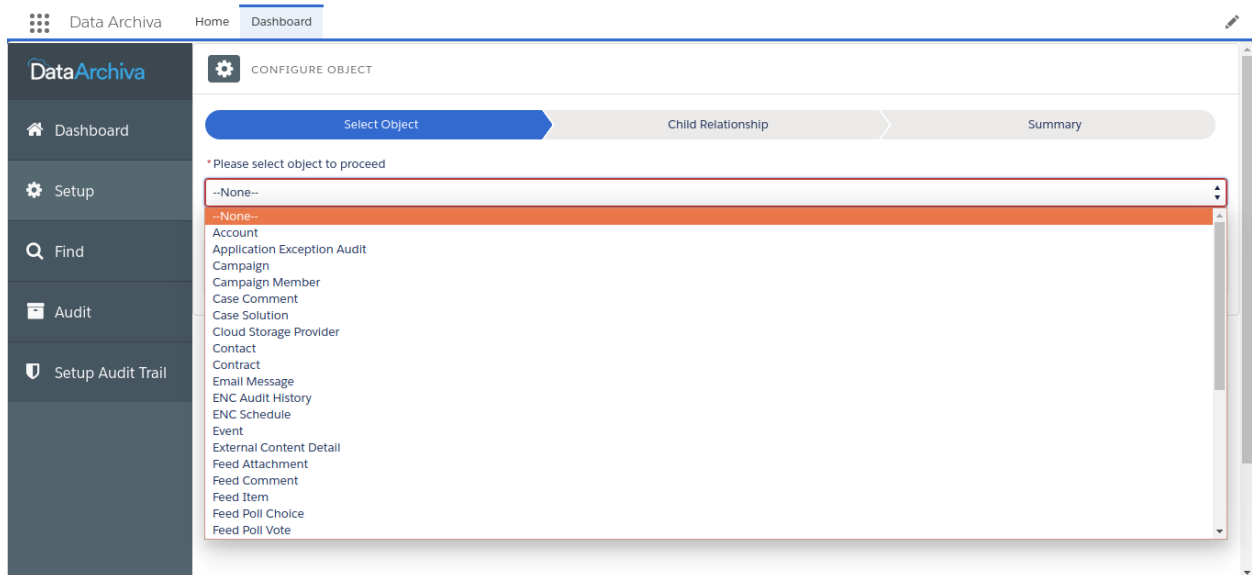 Data Archiva
Home
Dashboard
DataArchiva
CONFIGURE OBJECT
Dashboard
Setup
Find
Audit
Setup Audit Trail
Select Object
Child Relationship
Summary
*Please select object to proceed
--None--
--None--
Account
Application Exception Audit
Campaign
Campaign Member
Case Comment
Case Solution
Cloud Storage Provider
Contact
Contract
Email Message
ENC Audit History
ENC Schedule
Event
External Content Detail
Feed Attachment
Feed Comment
Feed Item
Feed Poll Choice
Feed Poll Vote